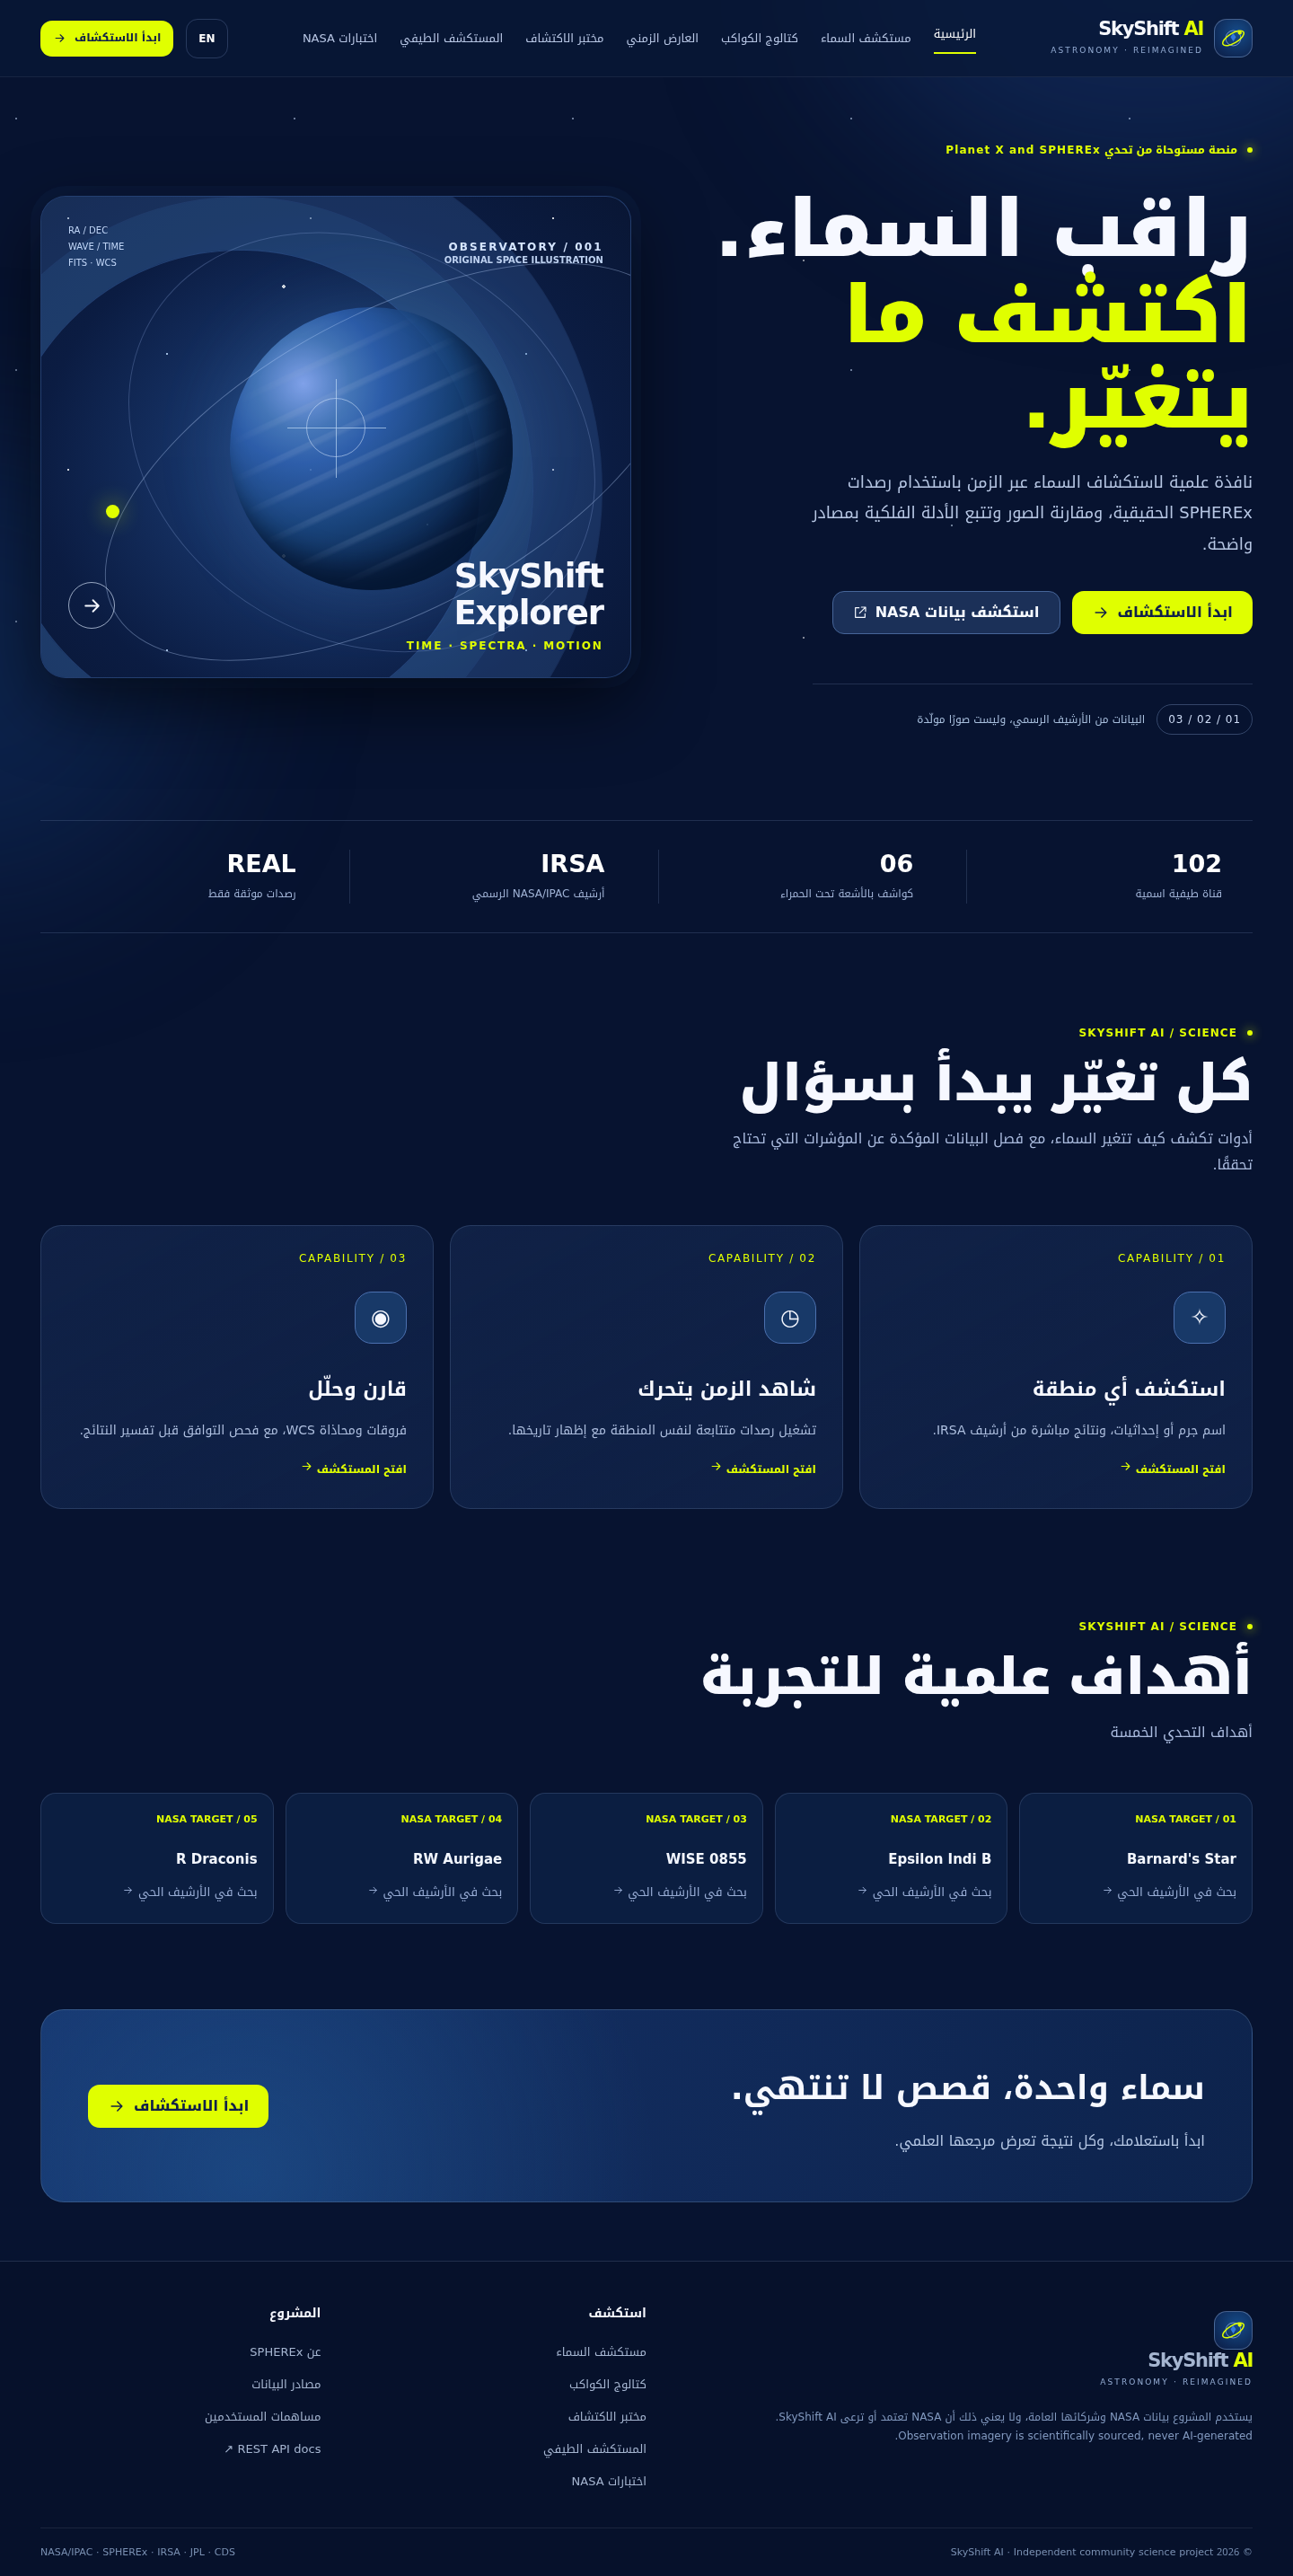 SkyShift AI
ASTRONOMY · REIMAGINED
الرئيسية
مستكشف السماء
كتالوج الكواكب
العارض الزمني
مختبر الاكتشاف
المستكشف الطيفي
اختبارات NASA
EN
ابدأ الاستكشاف →
منصة مستوحاة من تحدي Planet X and SPHEREx
راقب السماء.
اكتشف ما
يتغيّر.
نافذة علمية لاستكشاف السماء عبر الزمن باستخدام رصدات
SPHEREx الحقيقية، ومقارنة الصور وتتبع الأدلة الفلكية بمصادر
واضحة.
ابدأ الاستكشاف →
استكشف بيانات NASA
01 / 02 / 03
البيانات من الأرشيف الرسمي، وليست صورًا مولّدة
OBSERVATORY / 001
ORIGINAL SPACE ILLUSTRATION
RA / DEC
WAVE / TIME
FITS · WCS
SkyShift
Explorer
TIME · SPECTRA · MOTION
→
102
قناة طيفية اسمية
06
كواشف بالأشعة تحت الحمراء
IRSA
أرشيف NASA/IPAC الرسمي
REAL
رصدات موثقة فقط
SKYSHIFT AI / SCIENCE
كل تغيّر يبدأ بسؤال
أدوات تكشف كيف تتغير السماء، مع فصل البيانات المؤكدة عن المؤشرات التي تحتاج
تحققًا.
CAPABILITY / 01
✧
استكشف أي منطقة
اسم جرم أو إحداثيات، ونتائج مباشرة من أرشيف IRSA.
افتح المستكشف →
CAPABILITY / 02
◷
شاهد الزمن يتحرك
تشغيل رصدات متتابعة لنفس المنطقة مع إظهار تاريخها.
افتح المستكشف →
CAPABILITY / 03
◉
قارن وحلّل
فروقات ومحاذاة WCS، مع فحص التوافق قبل تفسير النتائج.
افتح المستكشف →
SKYSHIFT AI / SCIENCE
أهداف علمية للتجربة
أهداف التحدي الخمسة
NASA TARGET / 01
Barnard's Star
بحث في الأرشيف الحي →
NASA TARGET / 02
Epsilon Indi B
بحث في الأرشيف الحي →
NASA TARGET / 03
WISE 0855
بحث في الأرشيف الحي →
NASA TARGET / 04
RW Aurigae
بحث في الأرشيف الحي →
NASA TARGET / 05
R Draconis
بحث في الأرشيف الحي →
سماء واحدة، قصص لا تنتهي.
ابدأ باستعلامك، وكل نتيجة تعرض مرجعها العلمي.
ابدأ الاستكشاف →
SkyShift AI
ASTRONOMY · REIMAGINED
يستخدم المشروع بيانات NASA وشركائها العامة، ولا يعني ذلك أن NASA تعتمد أو ترعى SkyShift AI.
Observation imagery is scientifically sourced, never AI-generated.
استكشف
مستكشف السماء
كتالوج الكواكب
مختبر الاكتشاف
المستكشف الطيفي
اختبارات NASA
المشروع
عن SPHEREx
مصادر البيانات
مساهمات المستخدمين
REST API docs ↗
© 2026 SkyShift AI · Independent community science project
NASA/IPAC · SPHEREx · IRSA · JPL · CDS